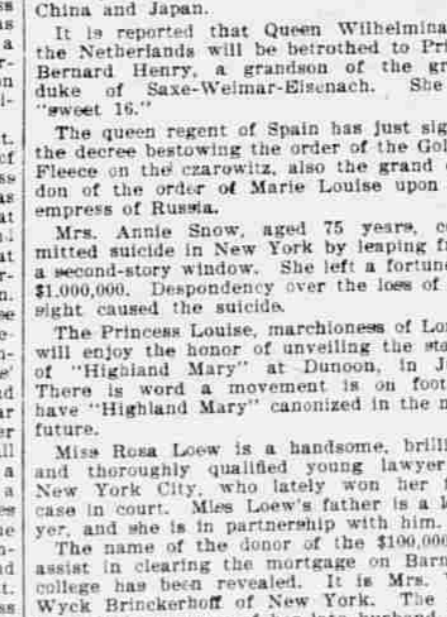 China and Japan.
It is reported that Queen Wilhelmina
the Netherlands will be betrothed to
Bernard Henry, a grandson of the
duke of Saxe-Weimar-Eisenach. She
"sweet 16."
The queen regent of Spain has just
the decree bestowing the order of the
Fleece on the czarowitz, also the grand
don of the order of Marie Louise upon
empress of Russia.
Mrs. Annie Snow, aged 75 years,
mitted suicide in New York by leaping
a second-story window. She left a fortune
$1,000,000. Despondency over the loss of
sight caused the suicide.
The Princess Louise, marchioness of
will enjoy the honor of unveiling the
of "Highland Mary" at Dunoon, in
There is word a movement is on foot
have "Highland Mary" canonized in the
future.
Miss Rosa Loew is a handsome,
and thoroughly qualified young lawyer
New York City, who lately won her
case in court. Miss Loew's father is a
yer, and she is in partnership with him.
The name of the donor of the $100,000
assist in clearing the mortgage on
college has been revealed. It is Mrs.
Wyck Brinckerhoff of New York. The